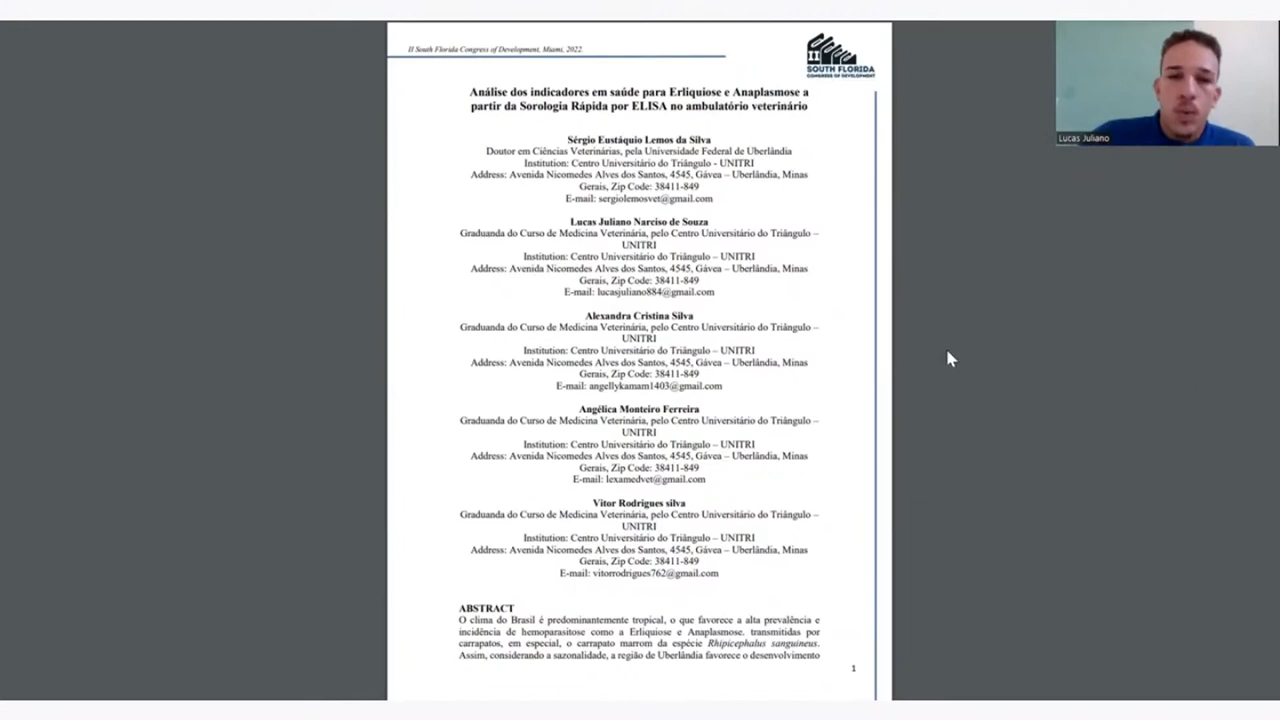 II South Florida Congress of Development, Miami, 2022.
II
SOUTH FLORIDA
CONGRESS OF DEVELOPMENT
Análise dos indicadores em saúde para Erliquiose e Anaplasmose a
partir da Sorologia Rápida por ELISA no ambulatório veterinário
Sérgio Eustáquio Lemos da Silva
Doutor em Ciências Veterinárias, pela Universidade Federal de Uberlândia
Institution: Centro Universitário do Triângulo - UNITRI
Address: Avenida Nicomedes Alves dos Santos, 4545, Gávea – Uberlândia, Minas
Gerais, Zip Code: 38411-849
E-mail: sergiolemosvet@gmail.com
Lucas Juliano Narciso de Souza
Graduanda do Curso de Medicina Veterinária, pelo Centro Universitário do Triângulo –
UNITRI
Institution: Centro Universitário do Triângulo – UNITRI
Address: Avenida Nicomedes Alves dos Santos, 4545, Gávea – Uberlândia, Minas
Gerais, Zip Code: 38411-849
E-mail: lucasjuliano884@gmail.com
Alexandra Cristina Silva
Graduanda do Curso de Medicina Veterinária, pelo Centro Universitário do Triângulo –
UNITRI
Institution: Centro Universitário do Triângulo – UNITRI
Address: Avenida Nicomedes Alves dos Santos, 4545, Gávea – Uberlândia, Minas
Gerais, Zip Code: 38411-849
E-mail: angellykamam1403@gmail.com
Angélica Monteiro Ferreira
Graduanda do Curso de Medicina Veterinária, pelo Centro Universitário do Triângulo –
UNITRI
Institution: Centro Universitário do Triângulo – UNITRI
Address: Avenida Nicomedes Alves dos Santos, 4545, Gávea – Uberlândia, Minas
Gerais, Zip Code: 38411-849
E-mail: lexamedvet@gmail.com
Vitor Rodrigues silva
Graduanda do Curso de Medicina Veterinária, pelo Centro Universitário do Triângulo –
UNITRI
Institution: Centro Universitário do Triângulo – UNITRI
Address: Avenida Nicomedes Alves dos Santos, 4545, Gávea – Uberlândia, Minas
Gerais, Zip Code: 38411-849
E-mail: vitorrodrigues762@gmail.com
ABSTRACT
O clima do Brasil é predominantemente tropical, o que favorece a alta prevalência e
incidência de hemoparasitose como a Erliquiose e Anaplasmose. transmitidas por
carrapatos, em especial, o carrapato marrom da espécie Rhipicephalus sanguineus.
Assim, considerando a sazonalidade, a região de Uberlândia favorece o desenvolvimento
1
Lucas Juliano